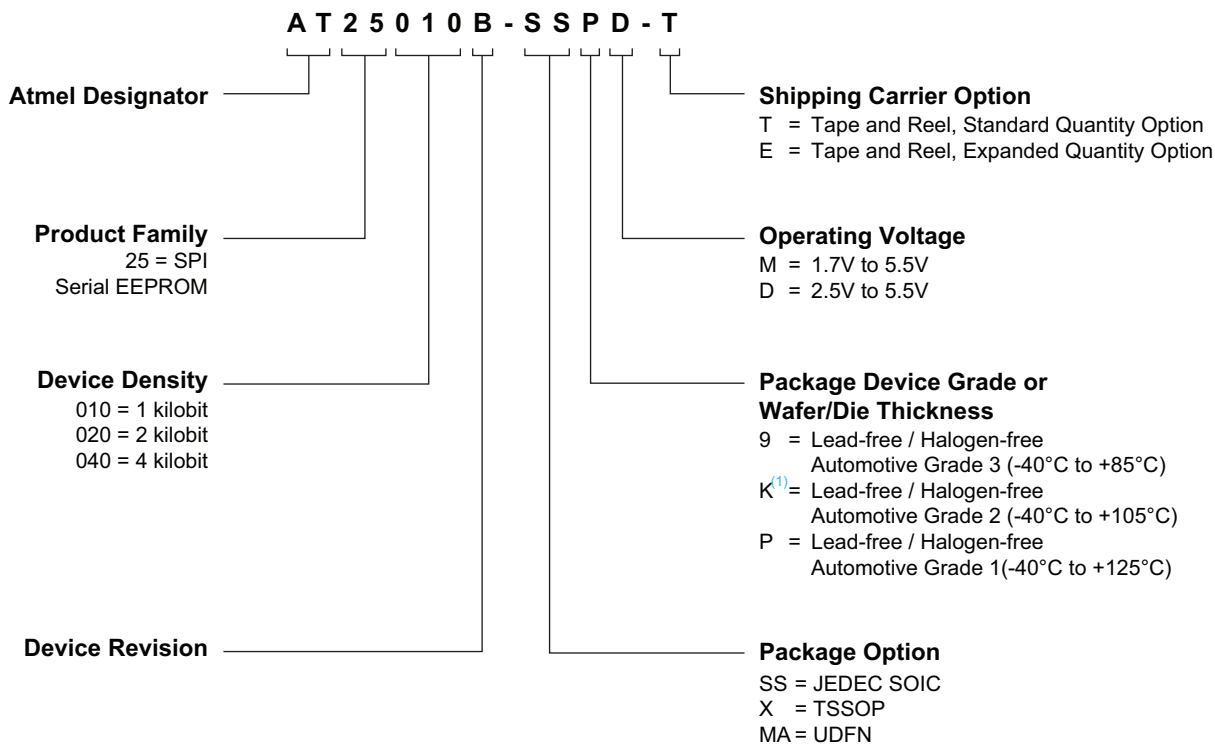 A T 2 5 0 1 0 B - S S P D - T
Atmel Designator
Product Family
25 = SPI
Serial EEPROM
Device Density
010 = 1 kilobit
020 = 2 kilobit
040 = 4 kilobit
Device Revision
Shipping Carrier Option
T = Tape and Reel, Standard Quantity Option
E = Tape and Reel, Expanded Quantity Option
Operating Voltage
M = 1.7V to 5.5V
D = 2.5V to 5.5V
Package Device Grade or
Wafer/Die Thickness
9 = Lead-free / Halogen-free
Automotive Grade 3 (-40°C to +85°C)
K(1)= Lead-free / Halogen-free
Automotive Grade 2 (-40°C to +105°C)
P = Lead-free / Halogen-free
Automotive Grade 1(-40°C to +125°C)
Package Option
SS = JEDEC SOIC
X = TSSOP
MA = UDFN